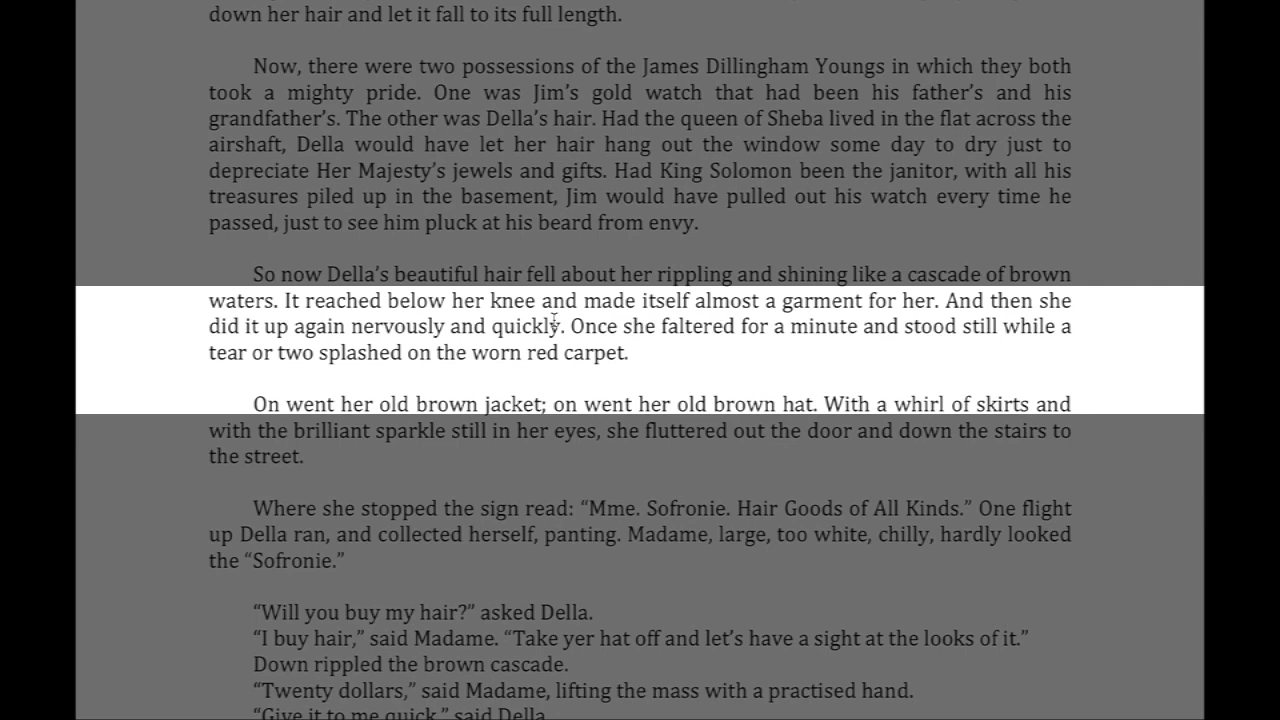 down her hair and let it fall to its full length.
Now, there were two possessions of the James Dillingham Youngs in which they both
took a mighty pride. One was Jim’s gold watch that had been his father’s and his
grandfather’s. The other was Della’s hair. Had the queen of Sheba lived in the flat across the
airshaft, Della would have let her hair hang out the window some day to dry just to
depreciate Her Majesty’s jewels and gifts. Had King Solomon been the janitor, with all his
treasures piled up in the basement, Jim would have pulled out his watch every time he
passed, just to see him pluck at his beard from envy.
So now Della’s beautiful hair fell about her rippling and shining like a cascade of brown
waters. It reached below her knee and made itself almost a garment for her. And then she
did it up again nervously and quickly. Once she faltered for a minute and stood still while a
tear or two splashed on the worn red carpet.
On went her old brown jacket; on went her old brown hat. With a whirl of skirts and
with the brilliant sparkle still in her eyes, she fluttered out the door and down the stairs to
the street.
Where she stopped the sign read: “Mme. Sofronie. Hair Goods of All Kinds.” One flight
up Della ran, and collected herself, panting. Madame, large, too white, chilly, hardly looked
the “Sofronie.”
“Will you buy my hair?” asked Della.
“I buy hair,” said Madame. “Take yer hat off and let’s have a sight at the looks of it.”
Down rippled the brown cascade.
“Twenty dollars,” said Madame, lifting the mass with a practised hand.
“Give it to me quick,” said Della.